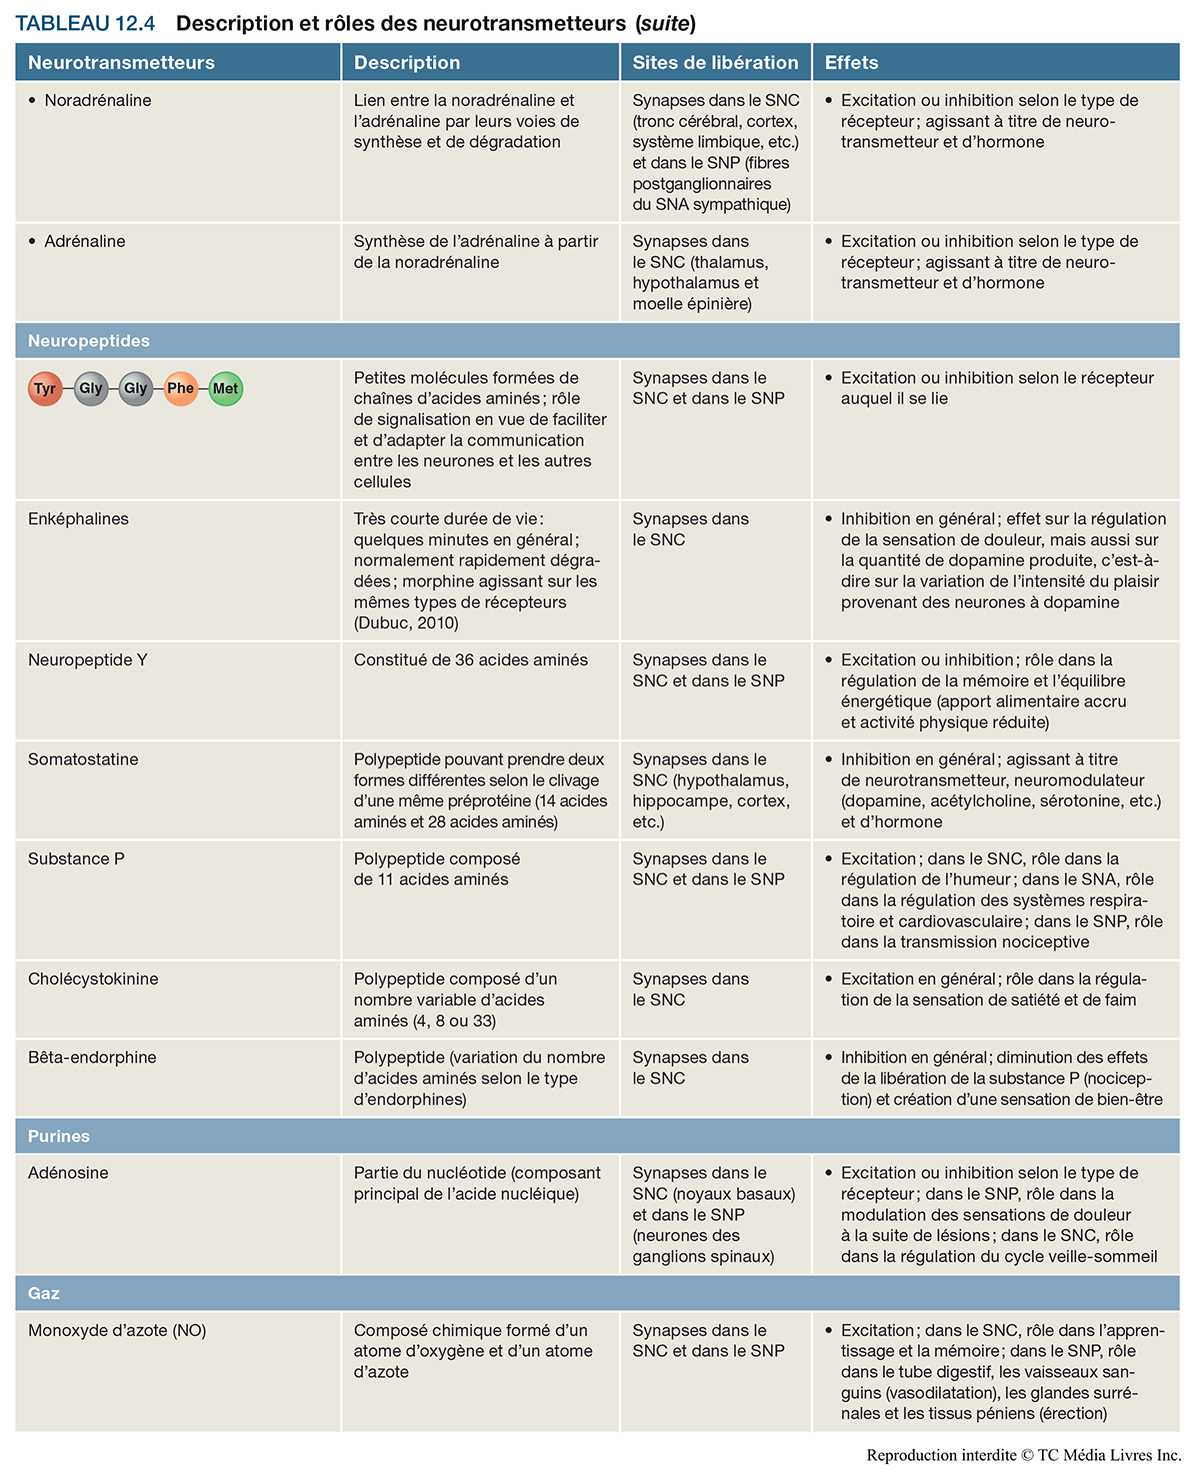 TABLEAU 12.4 Description et rôles des neurotransmetteurs (suite)
Neurotransmetteurs
Description
Sites de libération
Effets
• Noradrénaline
Lien entre la noradrénaline et
l'adrénaline par leurs voies de
synthèse et de dégradation
Synapses dans le SNC
(tronc cérébral, cortex,
système limbique, etc.)
et dans le SNP (fibres
postganglionnaires
du SNA sympathique)
• Excitation ou inhibition selon le type de
récepteur ; agissant à titre de neuro-
transmetteur et d'hormone
• Adrénaline
Synthèse de l'adrénaline à partir
de la noradrénaline
Synapses dans
le SNC (thalamus,
hypothalamus et
moelle épinière)
• Excitation ou inhibition selon le type de
récepteur ; agissant à titre de neuro-
transmetteur et d'hormone
Neuropeptides
Tyr Gly Gly Phe Met
Petites molécules formées de
chaînes d'acides aminés ; rôle
de signalisation en vue de faciliter
et d'adapter la communication
entre les neurones et les autres
cellules
Synapses dans le
SNC et dans le SNP
• Excitation ou inhibition selon le récepteur
auquel il se lie
Enképhalines
Très courte durée de vie :
quelques minutes en général ;
normalement rapidement dégra-
dées ; morphine agissant sur les
mêmes types de récepteurs
(Dubuc, 2010)
Synapses dans
le SNC
• Inhibition en général ; effet sur la régulation
de la sensation de douleur, mais aussi sur
la quantité de dopamine produite, c'est-à-
dire sur la variation de l'intensité du plaisir
provenant des neurones à dopamine
Neuropeptide Y
Constitué de 36 acides aminés
Synapses dans le
SNC et dans le SNP
• Excitation ou inhibition ; rôle dans la
régulation de la mémoire et l'équilibre
énergétique (apport alimentaire accru
et activité physique réduite)
Somatostatine
Polypeptide pouvant prendre deux
formes différentes selon le clivage
d'une même préprotéine (14 acides
aminés et 28 acides aminés)
Synapses dans le
SNC (hypothalamus,
hippocampe, cortex,
etc.)
• Inhibition en général ; agissant à titre
de neurotransmetteur, neuromodulateur
(dopamine, acétylcholine, sérotonine, etc.)
et d'hormone
Substance P
Polypeptide composé
de 11 acides aminés
Synapses dans le
SNC et dans le SNP
• Excitation ; dans le SNC, rôle dans la
régulation de l'humeur ; dans le SNA, rôle
dans la régulation des systèmes respira-
toire et cardiovasculaire ; dans le SNP, rôle
dans la transmission nociceptive
Cholécystokinine
Polypeptide composé d'un
nombre variable d'acides
aminés (4, 8 ou 33)
Synapses dans
le SNC
• Excitation en général ; rôle dans la régula-
tion de la sensation de satiété et de faim
Bêta-endorphine
Polypeptide (variation du nombre
d'acides aminés selon le type
d'endorphines)
Synapses dans
le SNC
• Inhibition en général ; diminution des effets
de la libération de la substance P (nocicep-
tion) et création d'une sensation de bien-être
Purines
Adénosine
Partie du nucléotide (composant
principal de l'acide nucléique)
Synapses dans le
SNC (noyaux basaux)
et dans le SNP
(neurones des
ganglions spinaux)
• Excitation ou inhibition selon le type de
récepteur ; dans le SNP, rôle dans la
modulation des sensations de douleur
à la suite de lésions ; dans le SNC, rôle
dans la régulation du cycle veille-sommeil
Gaz
Monoxyde d'azote (NO)
Composé chimique formé d'un
atome d'oxygène et d'un atome
d'azote
Synapses dans le
SNC et dans le SNP
• Excitation ; dans le SNC, rôle dans l'appren-
tissage et la mémoire ; dans le SNP, rôle
dans le tube digestif, les vaisseaux san-
guins (vasodilatation), les glandes surré-
nales et les tissus péniens (érection)
Reproduction interdite © TC Média Livres Inc.